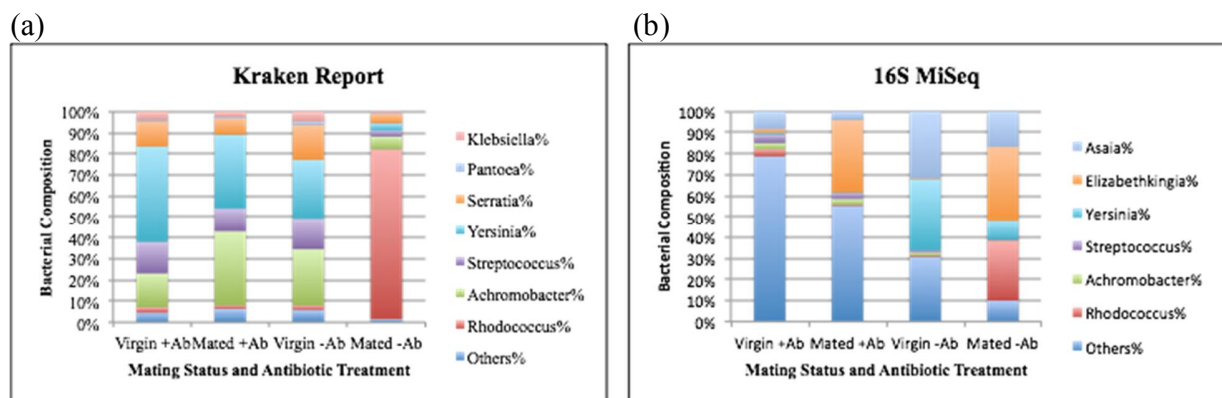 (a)
Kraken Report
Bacterial Composition
100%
90%
80%
70%
60%
50%
40%
30%
20%
10%
0%
Virgin +Ab Mated +Ab Virgin -Ab Mated -Ab
Mating Status and Antibiotic Treatment
Klebsiella%
Pantoea%
Serratia%
Yersinia%
Streptococcus%
Achromobacter%
Rhodococcus%
Others%
(b)
16S MiSeq
Bacterial Composition
100%
90%
80%
70%
60%
50%
40%
30%
20%
10%
0%
Virgin +Ab Mated +Ab Virgin -Ab Mated -Ab
Mating Status and Antibiotic Treatment
Asaia%
Elizabethkingia%
Yersinia%
Streptococcus%
Achromobacter%
Rhodococcus%
Others%